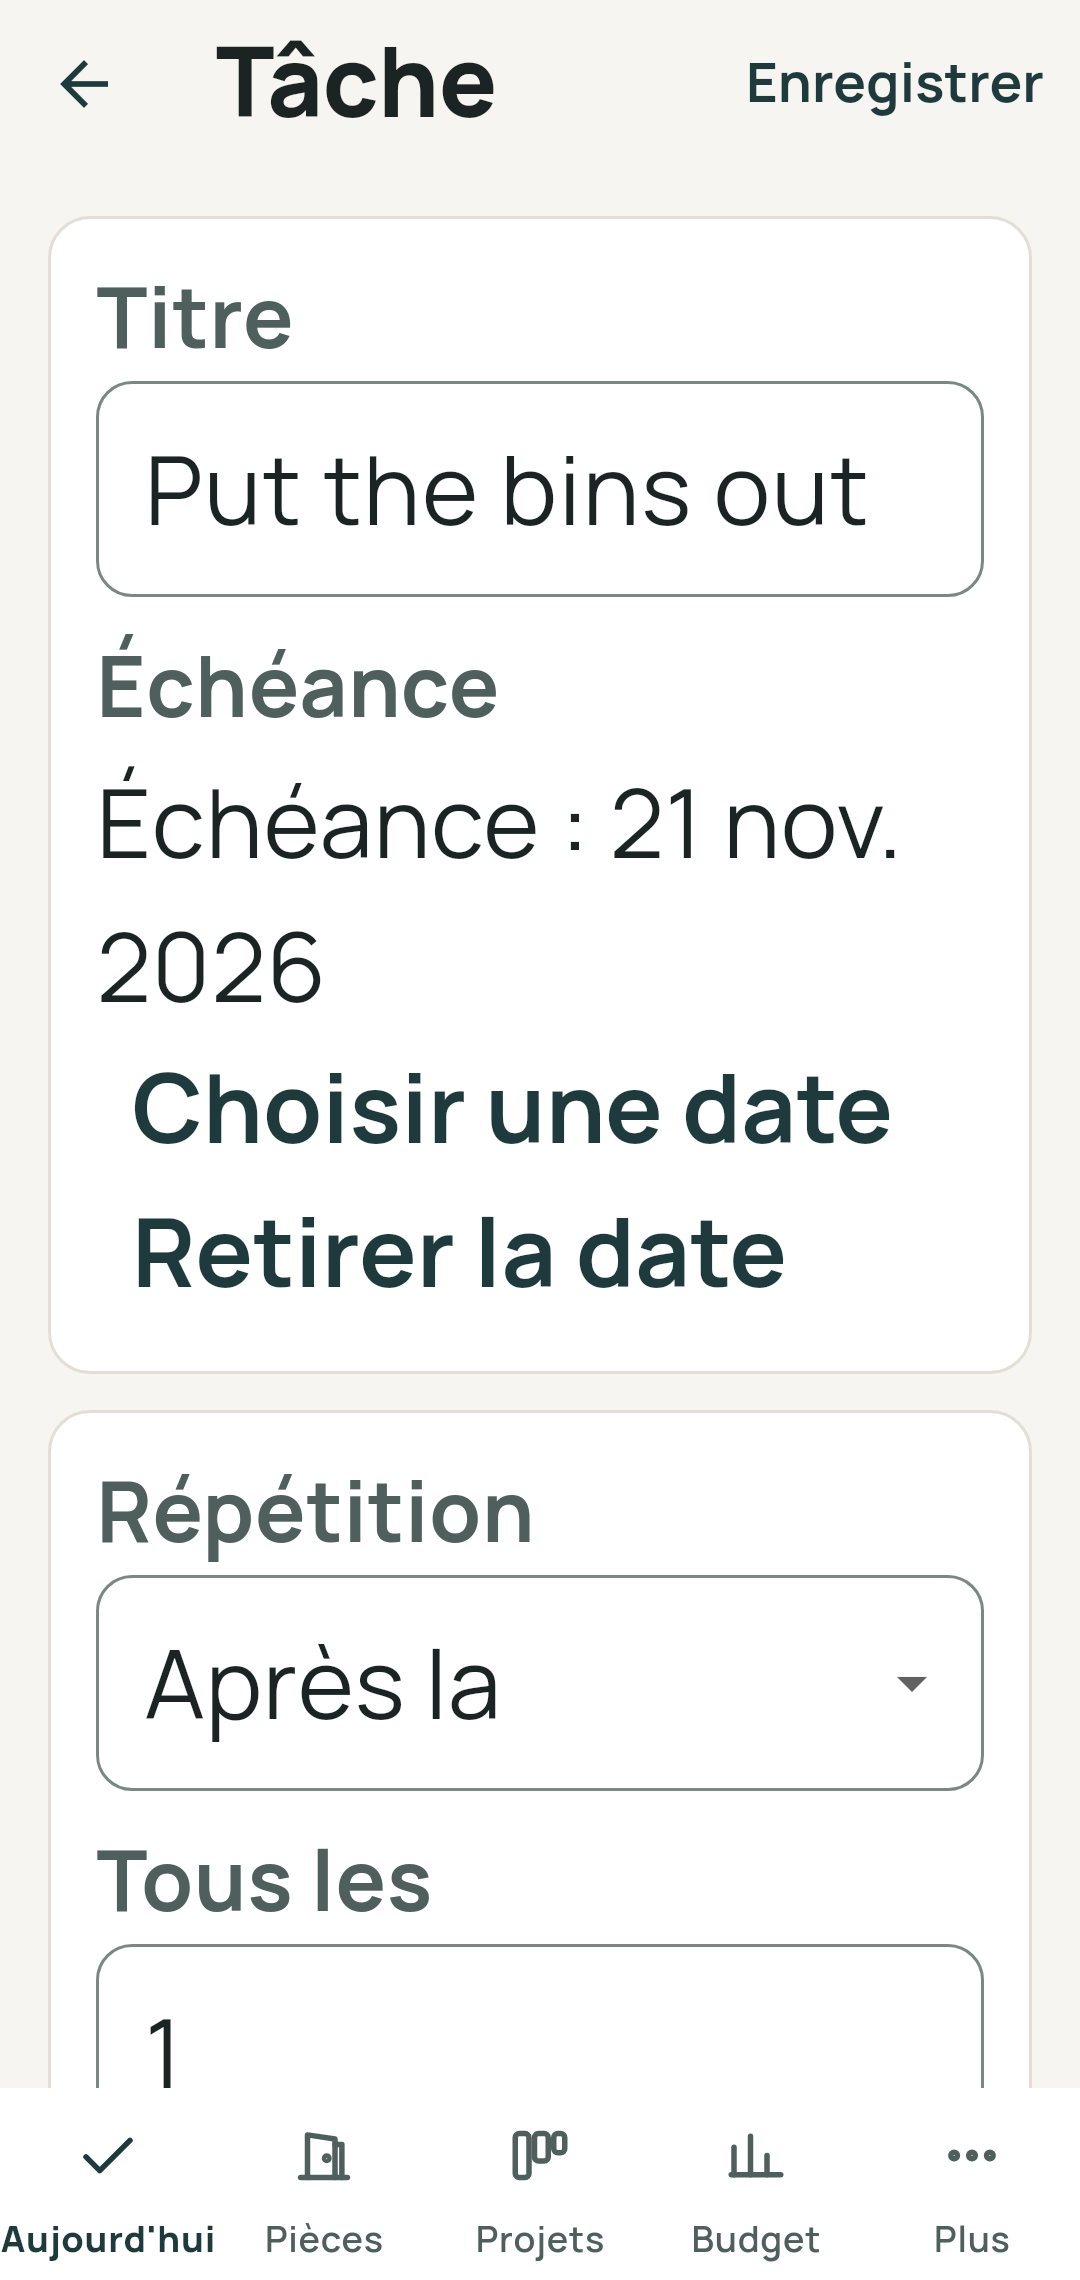 Tâche
Enregistrer
Titre
Put the bins out
Échéance
Échéance : 21 nov.
2026
Choisir une date
Retirer la date
Répétition
Après la
Tous les
1
Aujourd'hui
Pièces
Projets
Budget
Plus